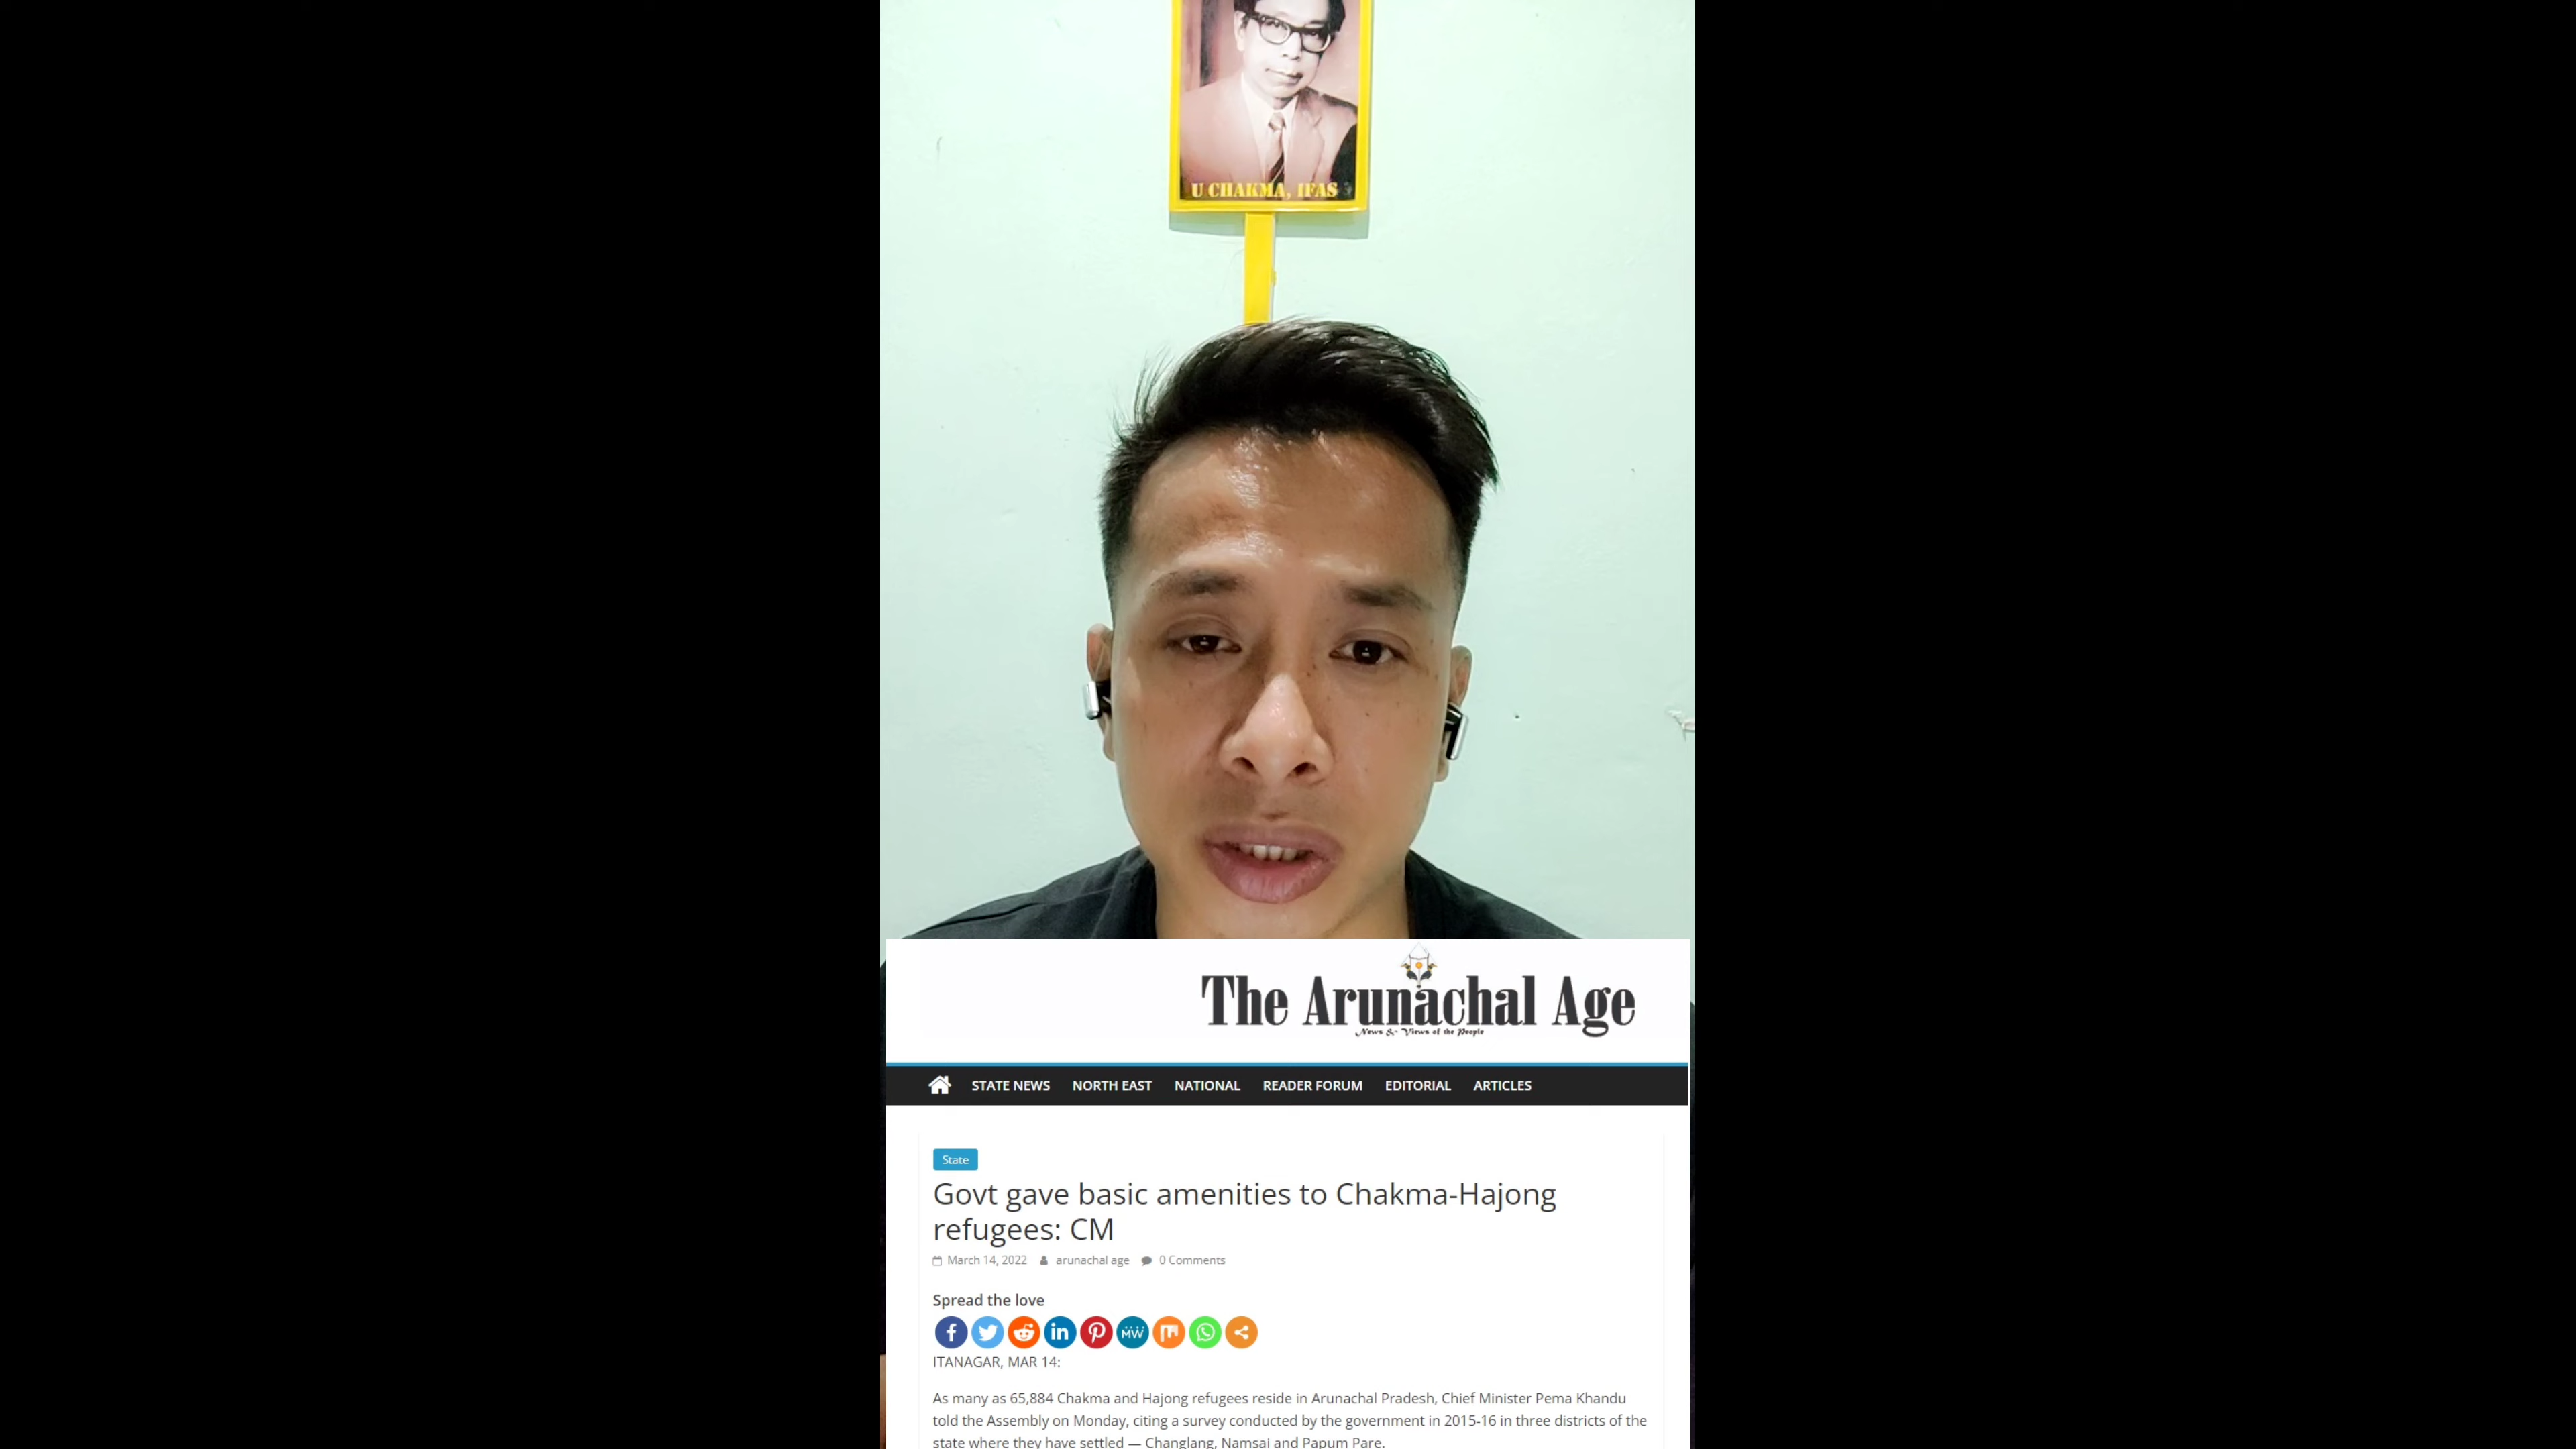 U CHAKMA, IFAS
The Arunachal Age
News & Views of the People
STATE NEWS NORTH EAST NATIONAL READER FORUM EDITORIAL ARTICLES
State
Govt gave basic amenities to Chakma-Hajong
refugees: CM
March 14, 2022 arunachal age 0 Comments
Spread the love
MW
ITANAGAR, MAR 14:
As many as 65,884 Chakma and Hajong refugees reside in Arunachal Pradesh, Chief Minister Pema Khandu
told the Assembly on Monday, citing a survey conducted by the government in 2015-16 in three districts of the
state where they have settled — Changlang, Namsai and Papum Pare.